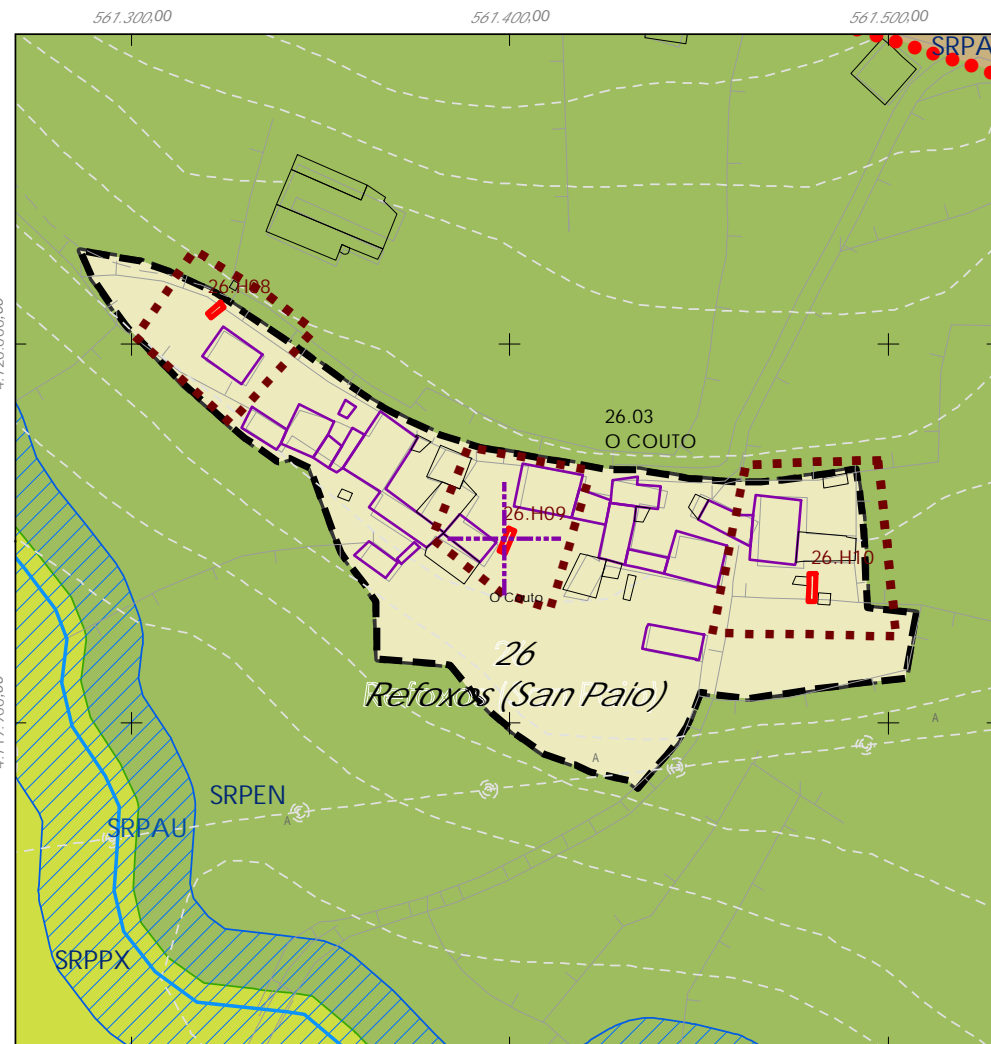 561.300,00
561.400,00
561.500,00
SRPA
26.H08
26.03
O COUTO
26.H09
26.H10
O Couto
26
Refoxos (San Paio)
A
A
SRPEN
A
SRPAU
SRPPX